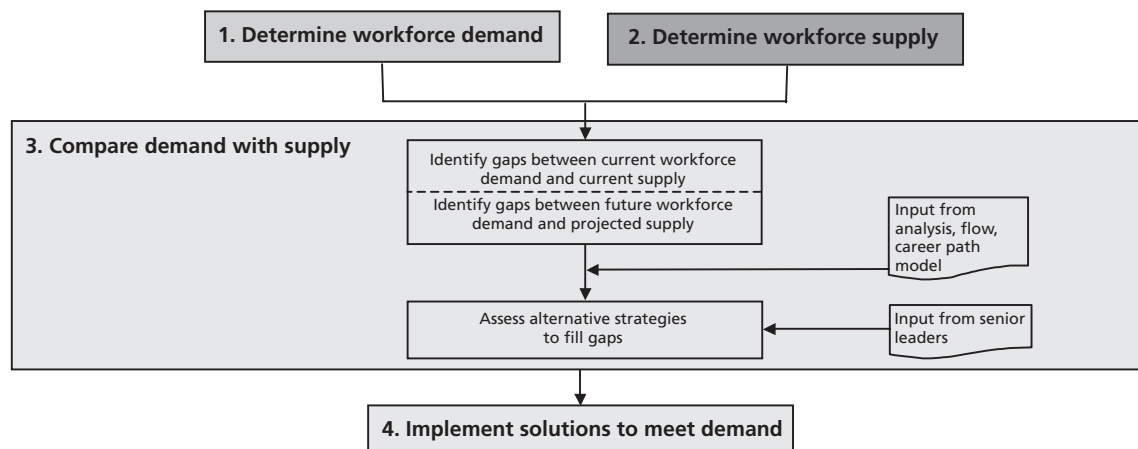 1. Determine workforce demand
2. Determine workforce supply
3. Compare demand with supply
Identify gaps between current workforce
demand and current supply
Identify gaps between future workforce
demand and projected supply
Input from
analysis, flow,
career path
model
Assess alternative strategies
to fill gaps
Input from senior
leaders
4. Implement solutions to meet demand